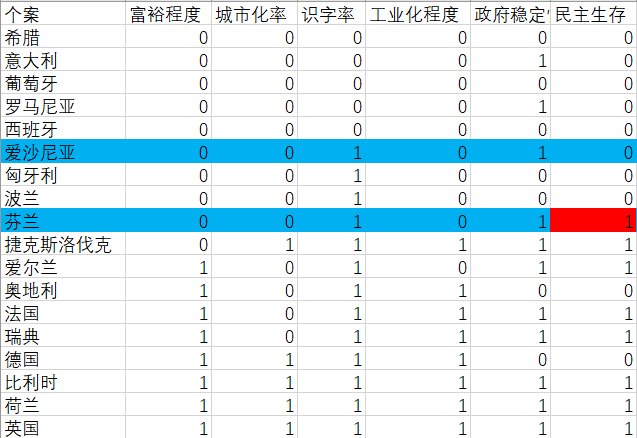 个案 富裕程度 城市化率 识字率 工业化程度 政府稳定 民主生存
希腊 0 0 0 0 0 0
意大利 0 0 0 0 1 0
葡萄牙 0 0 0 0 0 0
罗马尼亚 0 0 0 0 1 0
西班牙 0 0 0 0 0 0
爱沙尼亚 0 0 1 0 1 0
匈牙利 0 0 1 0 0 0
波兰 0 0 1 0 0 0
芬兰 0 0 1 0 1 1
捷克斯洛伐克 0 1 1 1 1 1
爱尔兰 1 0 1 0 1 1
奥地利 1 0 1 1 0 0
法国 1 0 1 1 1 1
瑞典 1 0 1 1 1 1
德国 1 1 1 1 0 0
比利时 1 1 1 1 1 1
荷兰 1 1 1 1 1 1
英国 1 1 1 1 1 1